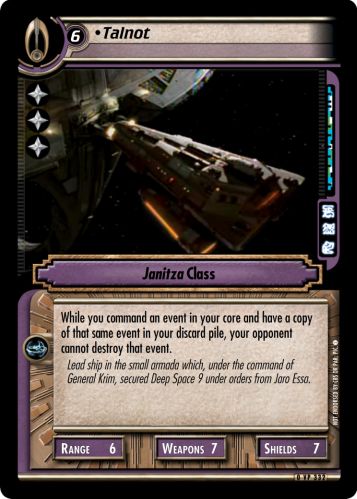 6 •Talnot
Janitza Class
While you command an event in your core and have a
copy of that same event in your discard pile, your opponent
cannot destroy that event.
Lead ship in the small armada which, under the command of
General Krim, secured Deep Space 9 under orders from Jaro Essa.
RANGE 6 WEAPONS 7 SHIELDS 7
0 VP 332